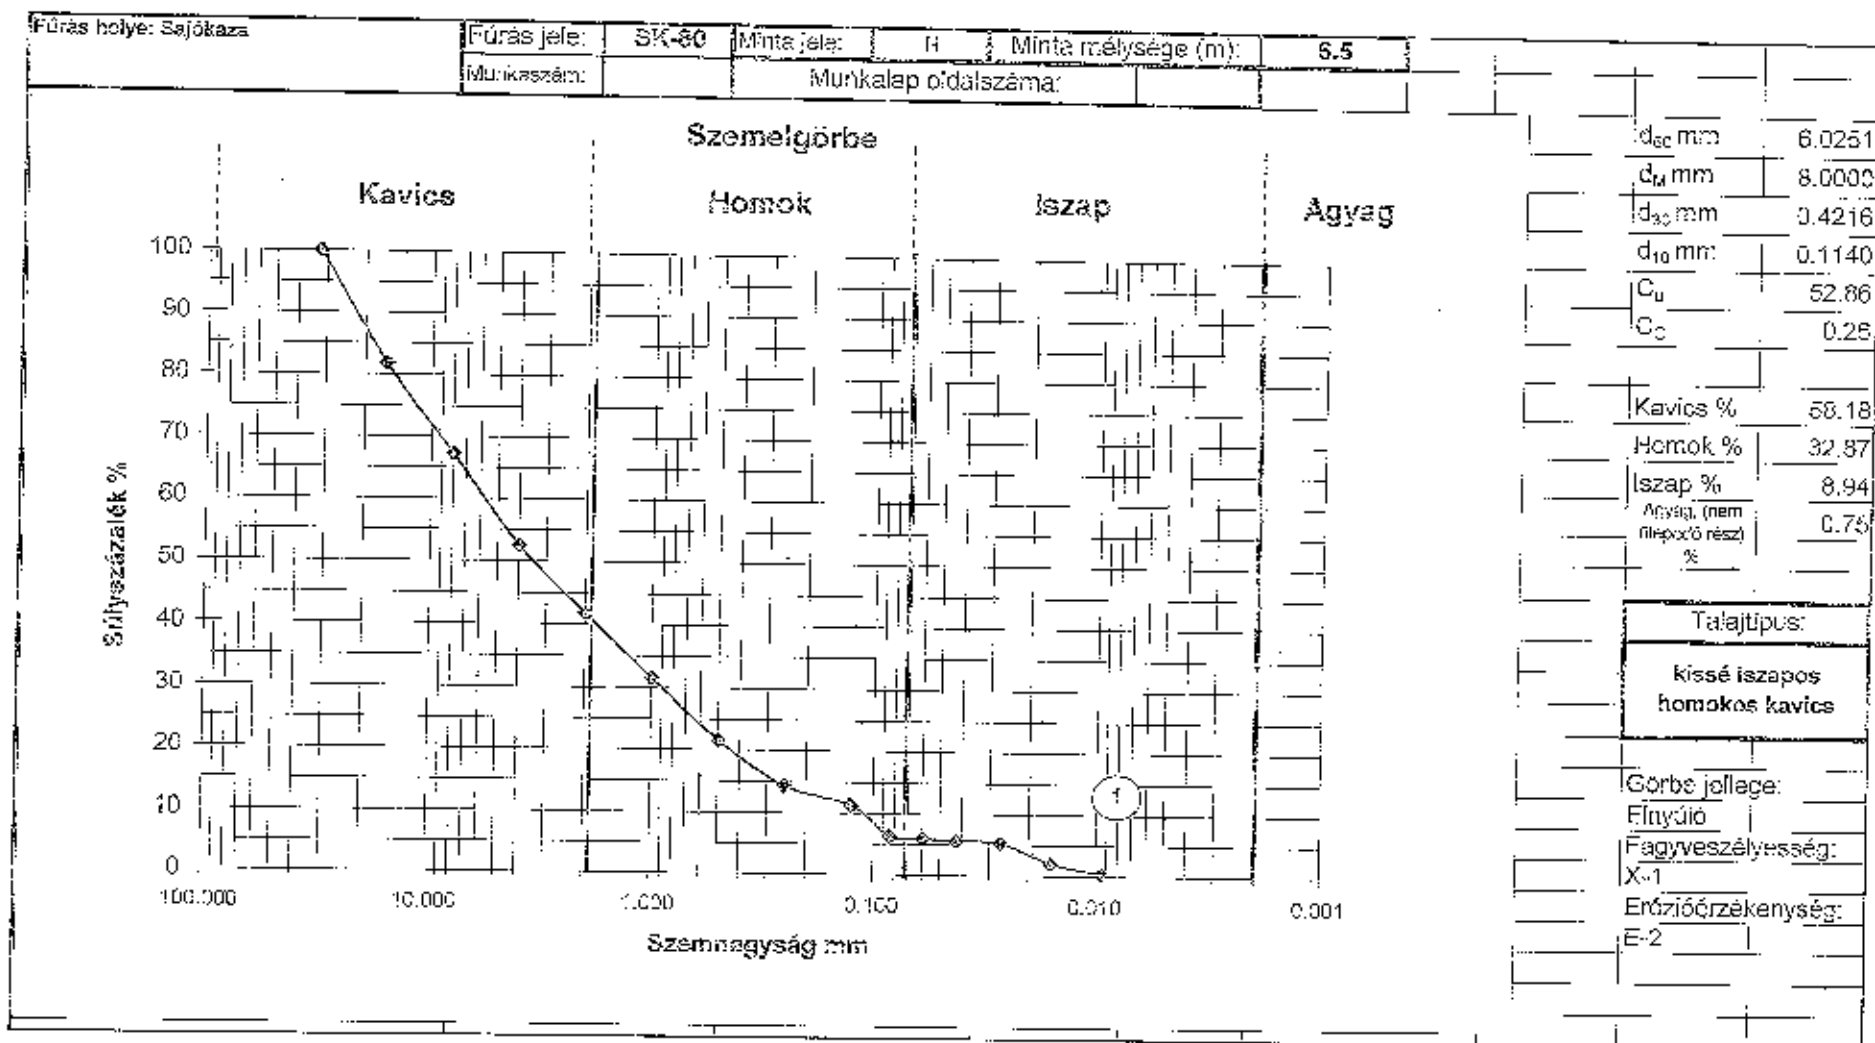 Fúrás helye: Sajókaza
Fúrás jele: SK-80 Minta jele: Minta mélysége (m): 6.5
Munkaszám: Munkalap oldalszáma:
Szemelgörbe
Kavics Homok Iszap Agyag
100
90
80
70
60
50
40
30
20
10
0
Súlyszázalék %
100.000 10.000 1.000 0.100 0.010 0.001
Szemnagyság mm
1
d60 mm 6.0251
dM mm 8.0000
d30 mm 0.4216
d10 mm 0.1140
Cu 52.86
CC 0.26
Kavics % 58.18
Homok % 32.87
Iszap % 8.94
Agyag, (nem
ülepedő rész) 0.75
%
Talajtípus:
kissé iszapos
homokos kavics
Görbe jellege:
Elnyúló
Fagyveszélyesség:
X-1
Erózióérzékenység:
E-2